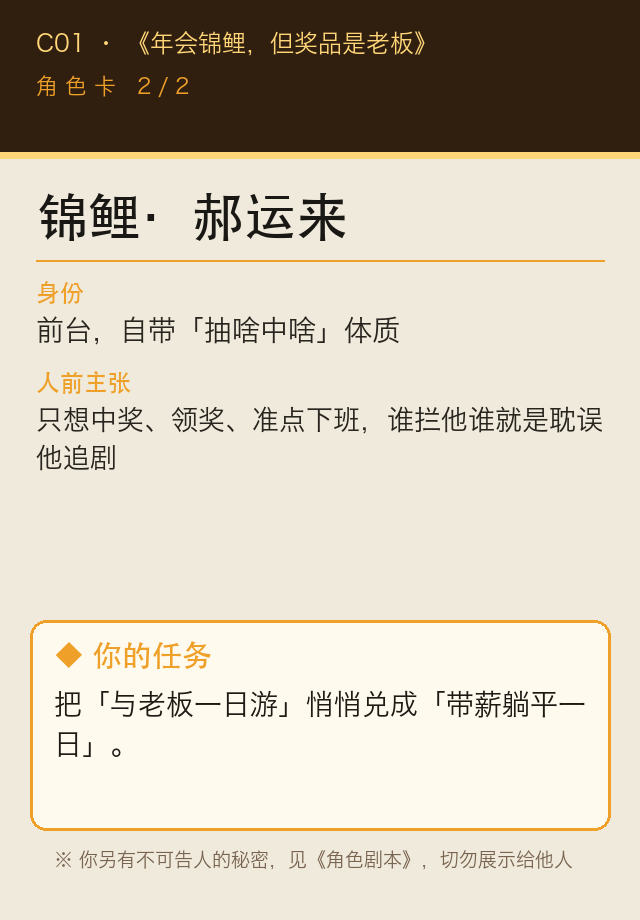 C01 · 《年会锦鲤，但奖品是老板》
角色卡 2/2
锦鲤· 郝运来
身份
前台，自带「抽啥中啥」体质
人前主张
只想中奖、领奖、准点下班，谁拦他谁就是耽误
他追剧
◆ 你的任务
把「与老板一日游」悄悄兑成「带薪躺平一
日」。
※ 你另有不可告人的秘密，见《角色剧本》，切勿展示给他人